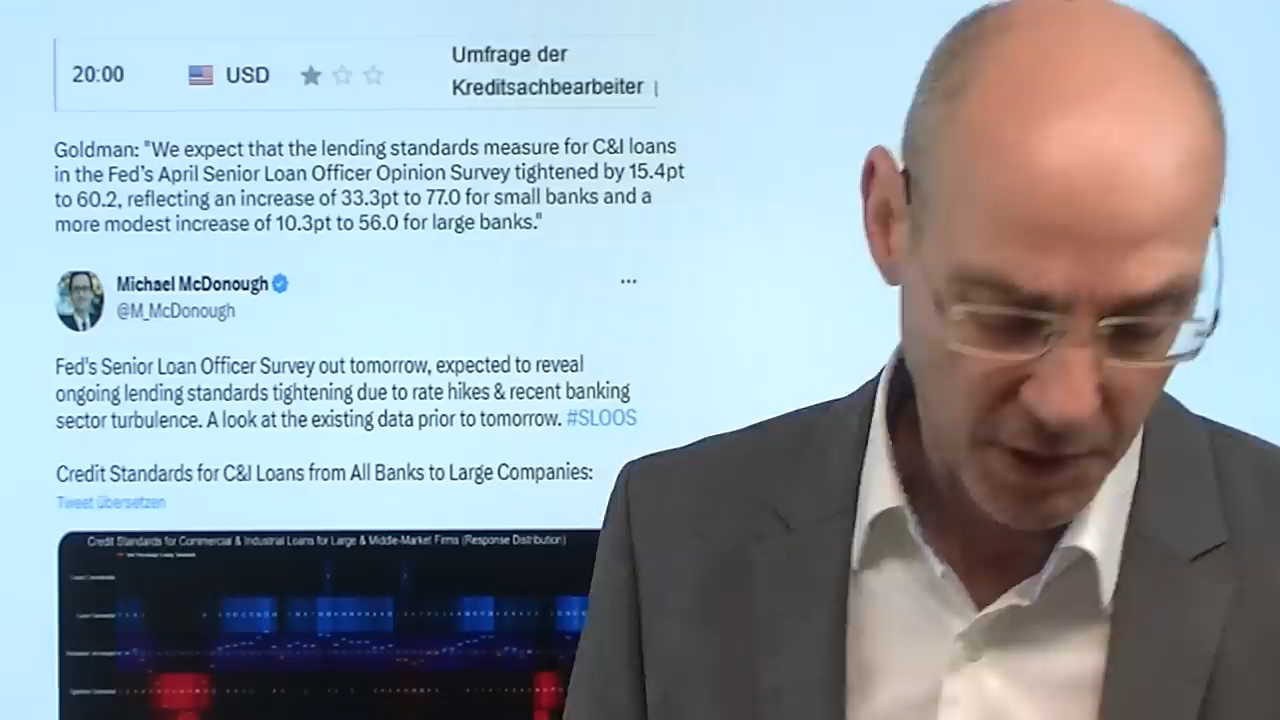 20:00 USD Umfrage der
Kreditsachbearbeiter |
Goldman: "We expect that the lending standards measure for C&I loans
in the Fed's April Senior Loan Officer Opinion Survey tightened by 15.4pt
to 60.2, reflecting an increase of 33.3pt to 77.0 for small banks and a
more modest increase of 10.3pt to 56.0 for large banks."
Michael McDonough
@M_McDonough
Fed's Senior Loan Officer Survey out tomorrow, expected to reveal
ongoing lending standards tightening due to rate hikes & recent banking
sector turbulence. A look at the existing data prior to tomorrow. #SLOOS
Credit Standards for C&I Loans from All Banks to Large Companies:
Tweet übersetzen
Credit Standards for Commercial & Industrial Loans for Large & Middle-Market Firms (Response Distribution)